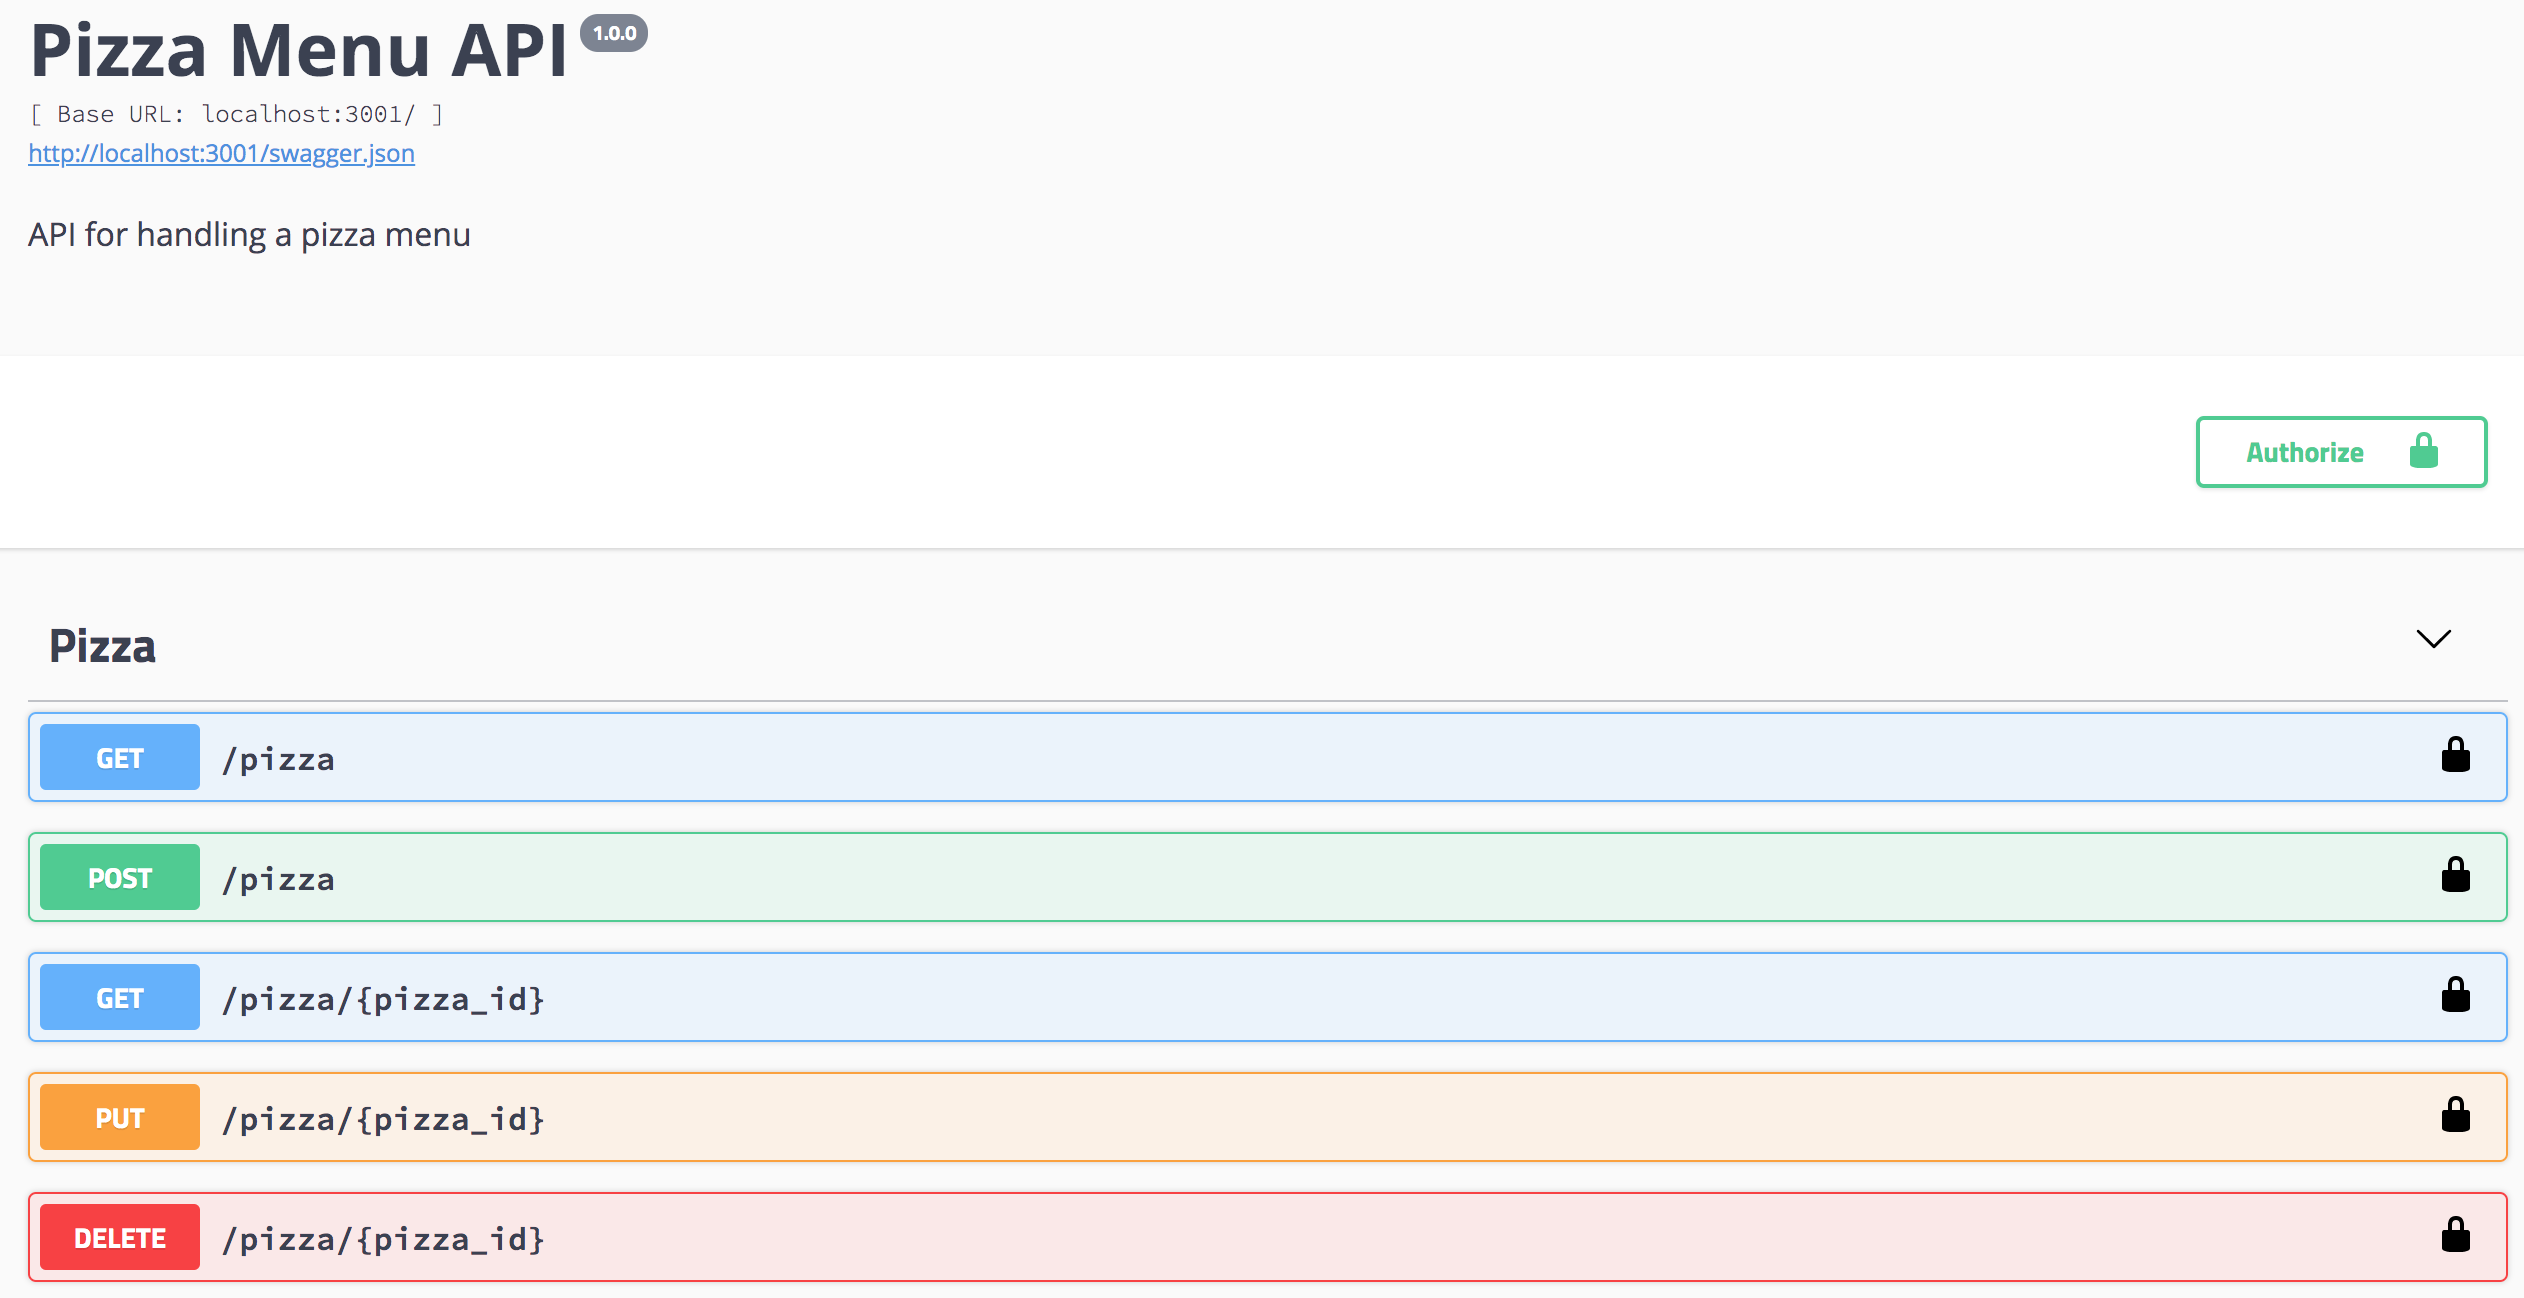 Pizza Menu API 1.0.0
[ Base URL: localhost:3001/ ]
http://localhost:3001/swagger.json
API for handling a pizza menu
Authorize
Pizza
GET /pizza
POST /pizza
GET /pizza/{pizza_id}
PUT /pizza/{pizza_id}
DELETE /pizza/{pizza_id}